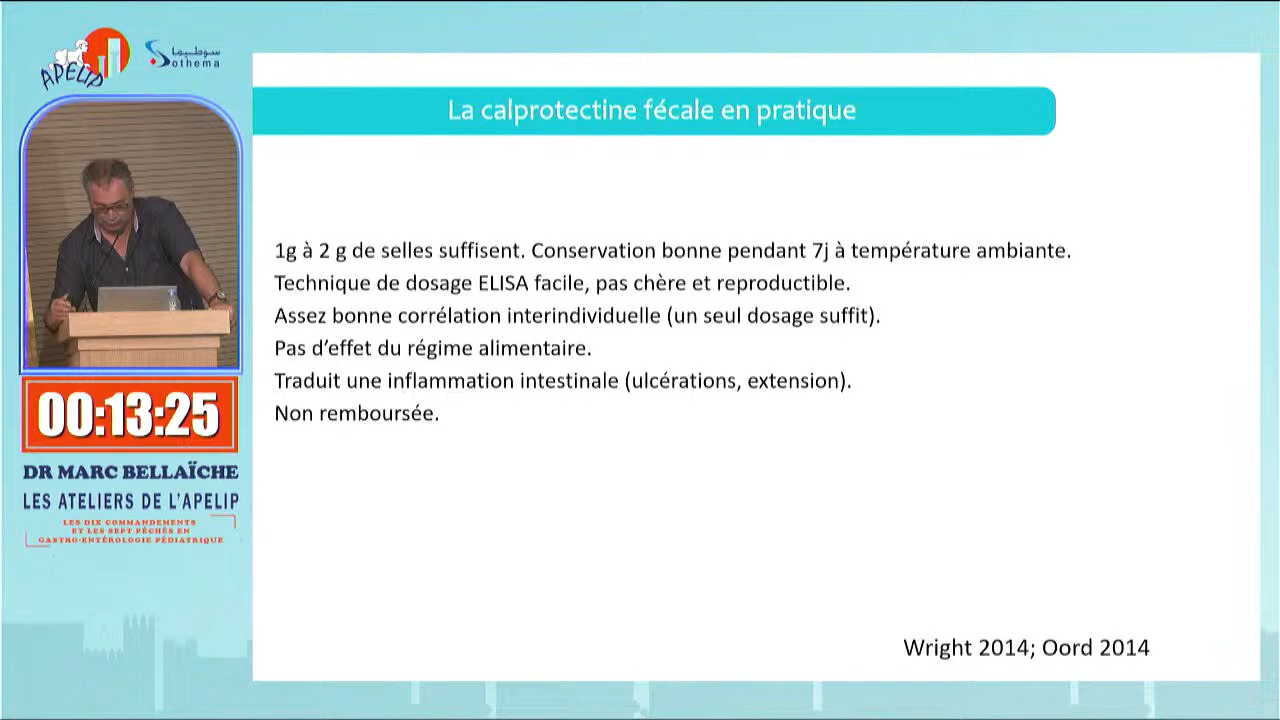 APELIP
سوطيما
Sothema
La calprotectine fécale en pratique
1g à 2 g de selles suffisent. Conservation bonne pendant 7j à température ambiante.
Technique de dosage ELISA facile, pas chère et reproductible.
Assez bonne corrélation interindividuelle (un seul dosage suffit).
Pas d’effet du régime alimentaire.
Traduit une inflammation intestinale (ulcérations, extension).
Non remboursée.
Wright 2014; Oord 2014
00:13:25
DR MARC BELLAÏCHE
LES ATELIERS DE L'APELIP
LES DIX COMMANDEMENTS
ET LES SEPT PÉCHÉS EN
GASTRO-ENTÉROLOGIE PÉDIATRIQUE